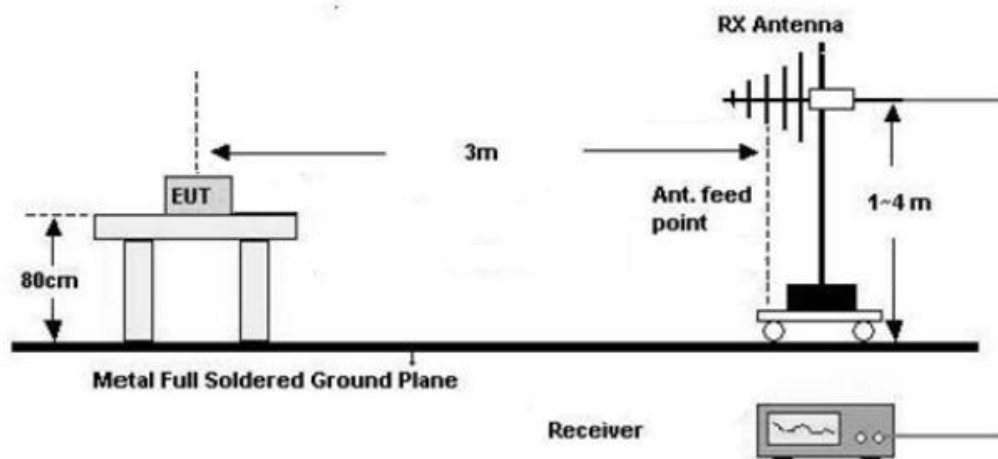 RX Antenna
3m
EUT
Ant. feed
point
1~4 m
80cm
Metal Full Soldered Ground Plane
Receiver